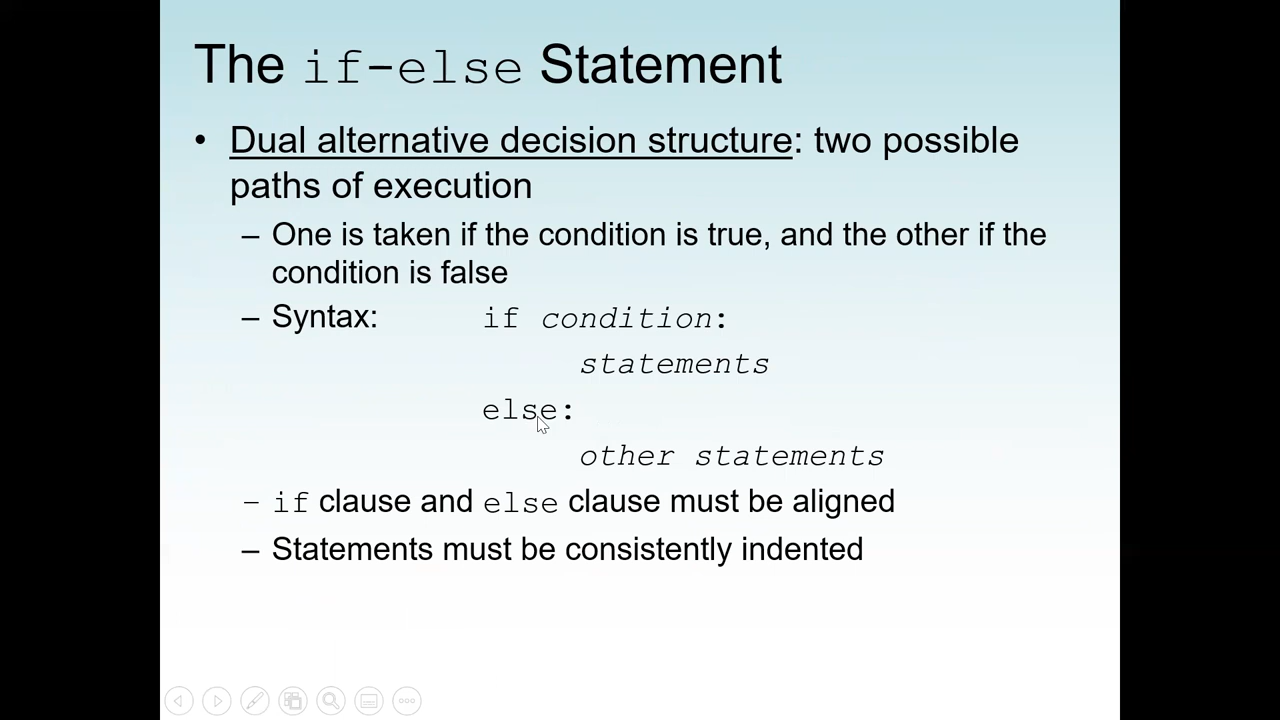 The if-else Statement
• Dual alternative decision structure: two possible
paths of execution
– One is taken if the condition is true, and the other if the
condition is false
– Syntax: if condition:
statements
else:
other statements
– if clause and else clause must be aligned
– Statements must be consistently indented